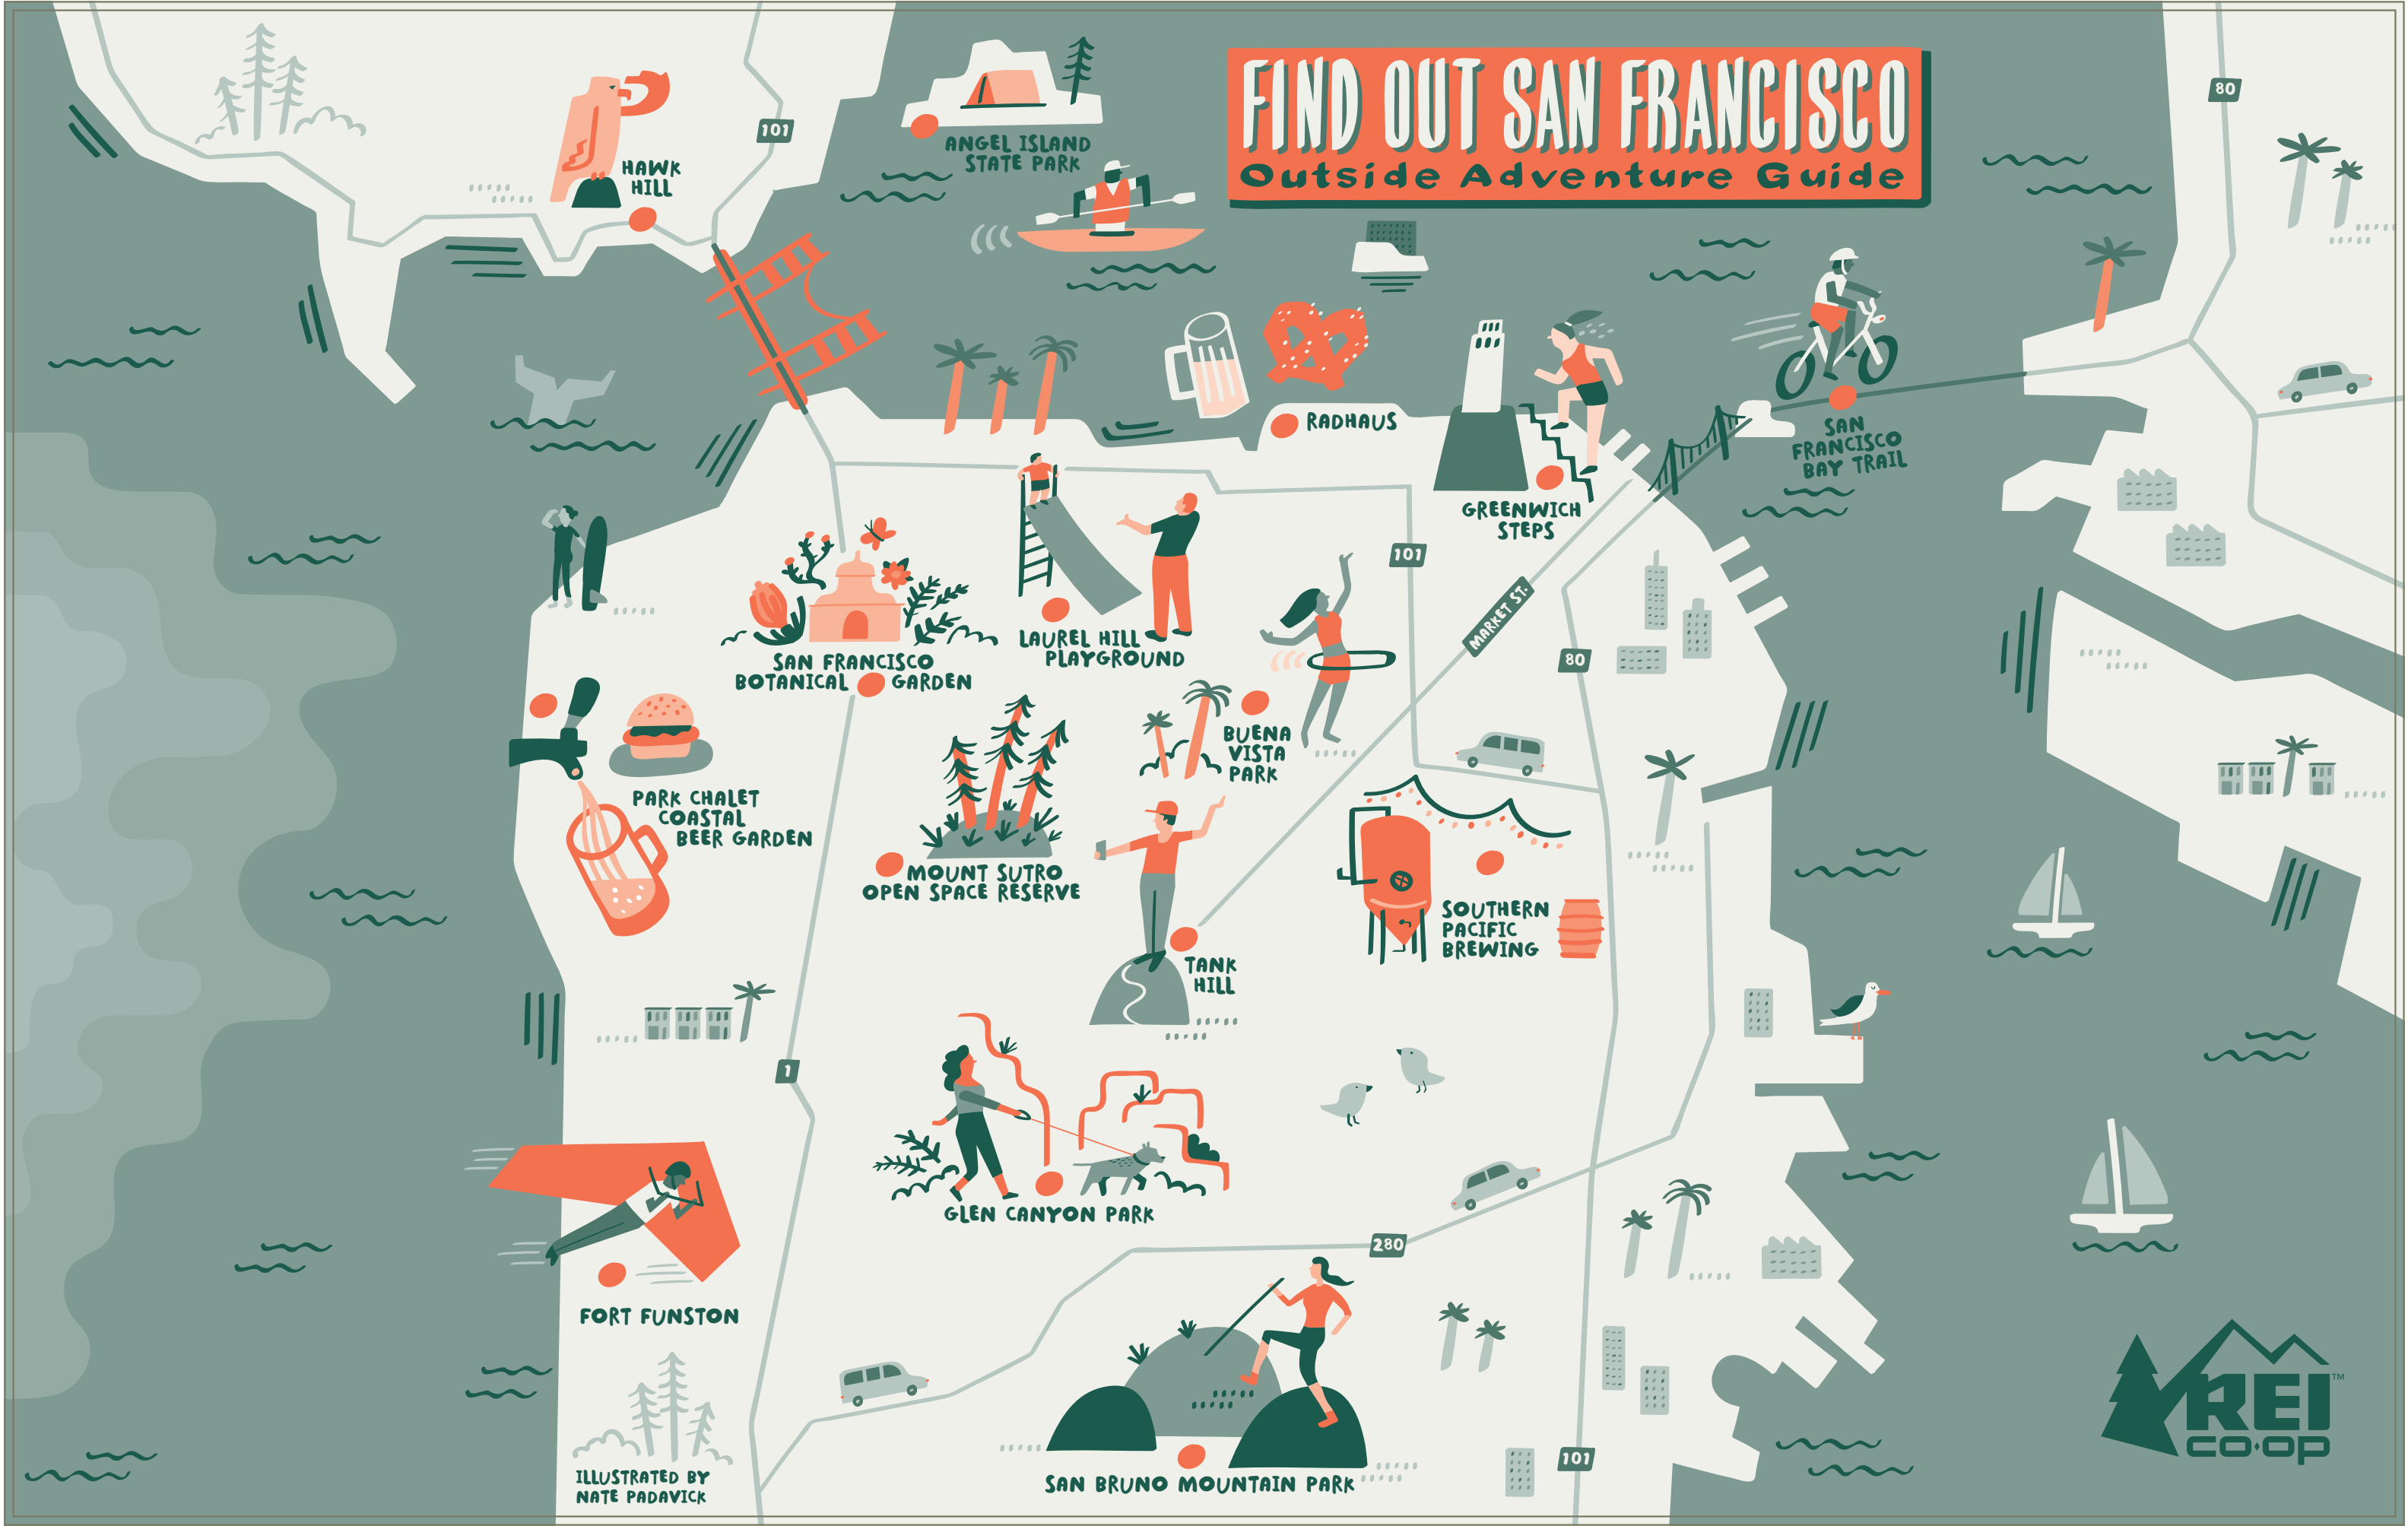 FIND OUT SAN FRANCISCO
Outside Adventure Guide
80
101
HAWK
HILL
ANGEL ISLAND
STATE PARK
RADHAUS
SAN
FRANCISCO
BAY TRAIL
GREENWICH
STEPS
101
MARKET ST.
80
LAUREL HILL
PLAYGROUND
SAN FRANCISCO
BOTANICAL GARDEN
BUENA
VISTA
PARK
PARK CHALET
COASTAL
BEER GARDEN
MOUNT SUTRO
OPEN SPACE RESERVE
SOUTHERN
PACIFIC
BREWING
TANK
HILL
1
GLEN CANYON PARK
280
FORT FUNSTON
SAN BRUNO MOUNTAIN PARK
101
ILLUSTRATED BY
NATE PADAVICK
REI™
CO·OP